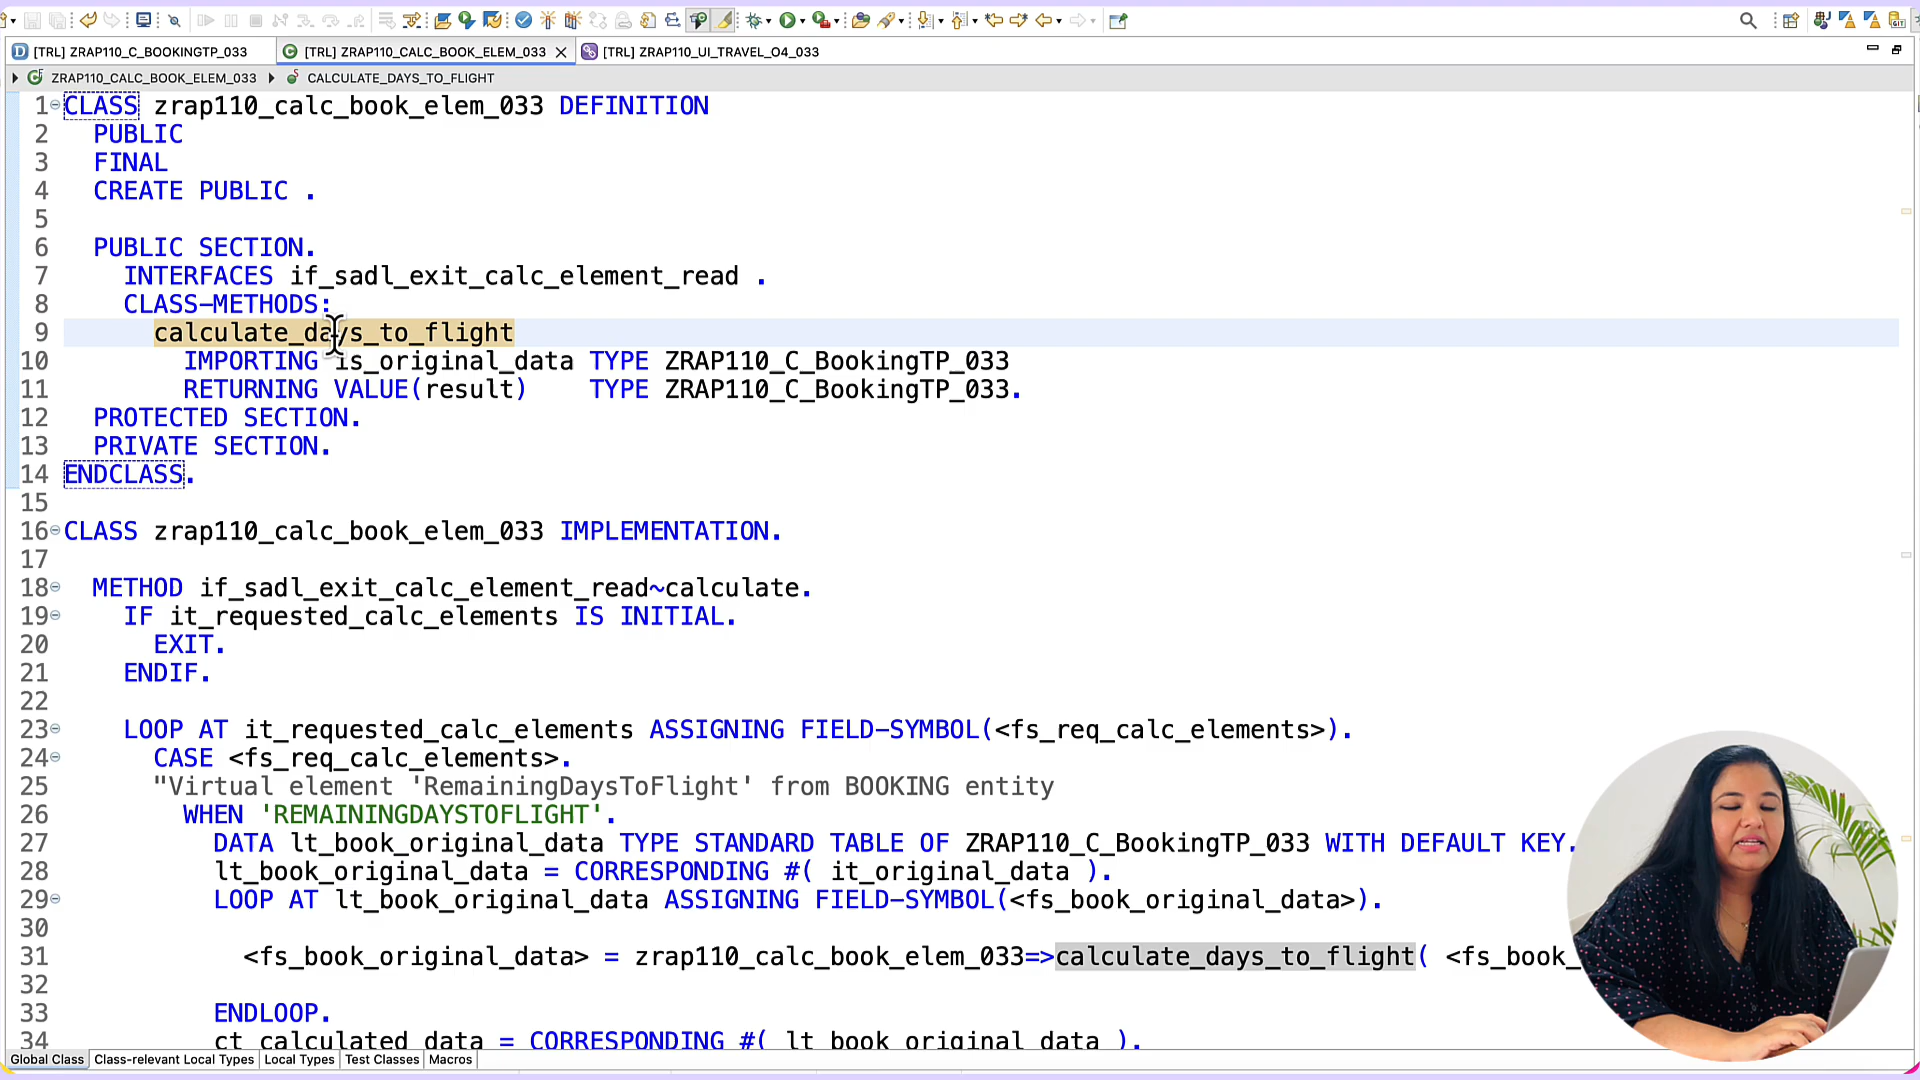 [TRL] ZRAP110_C_BOOKINGTP_033
[TRL] ZRAP110_CALC_BOOK_ELEM_033
[TRL] ZRAP110_UI_TRAVEL_O4_033
ZRAP110_CALC_BOOK_ELEM_033 CALCULATE_DAYS_TO_FLIGHT
1 CLASS zrap110_calc_book_elem_033 DEFINITION
2 PUBLIC
3 FINAL
4 CREATE PUBLIC .
5
6 PUBLIC SECTION.
7 INTERFACES if_sadl_exit_calc_element_read .
8 CLASS-METHODS:
9 calculate_days_to_flight
10 IMPORTING is_original_data TYPE ZRAP110_C_BookingTP_033
11 RETURNING VALUE(result) TYPE ZRAP110_C_BookingTP_033.
12 PROTECTED SECTION.
13 PRIVATE SECTION.
14 ENDCLASS.
15
16 CLASS zrap110_calc_book_elem_033 IMPLEMENTATION.
17
18 METHOD if_sadl_exit_calc_element_read~calculate.
19 IF it_requested_calc_elements IS INITIAL.
20 EXIT.
21 ENDIF.
22
23 LOOP AT it_requested_calc_elements ASSIGNING FIELD-SYMBOL(<fs_req_calc_elements>).
24 CASE <fs_req_calc_elements>.
25 "Virtual element 'RemainingDaysToFlight' from BOOKING entity
26 WHEN 'REMAININGDAYSTOFLIGHT'.
27 DATA lt_book_original_data TYPE STANDARD TABLE OF ZRAP110_C_BookingTP_033 WITH DEFAULT KEY.
28 lt_book_original_data = CORRESPONDING #( it_original_data ).
29 LOOP AT lt_book_original_data ASSIGNING FIELD-SYMBOL(<fs_book_original_data>).
30
31 <fs_book_original_data> = zrap110_calc_book_elem_033=>calculate_days_to_flight( <fs_book_
32
33 ENDLOOP.
34 ct_calculated_data = CORRESPONDING #( lt_book_original_data ).
Global Class Class-relevant Local Types Local Types Test Classes Macros